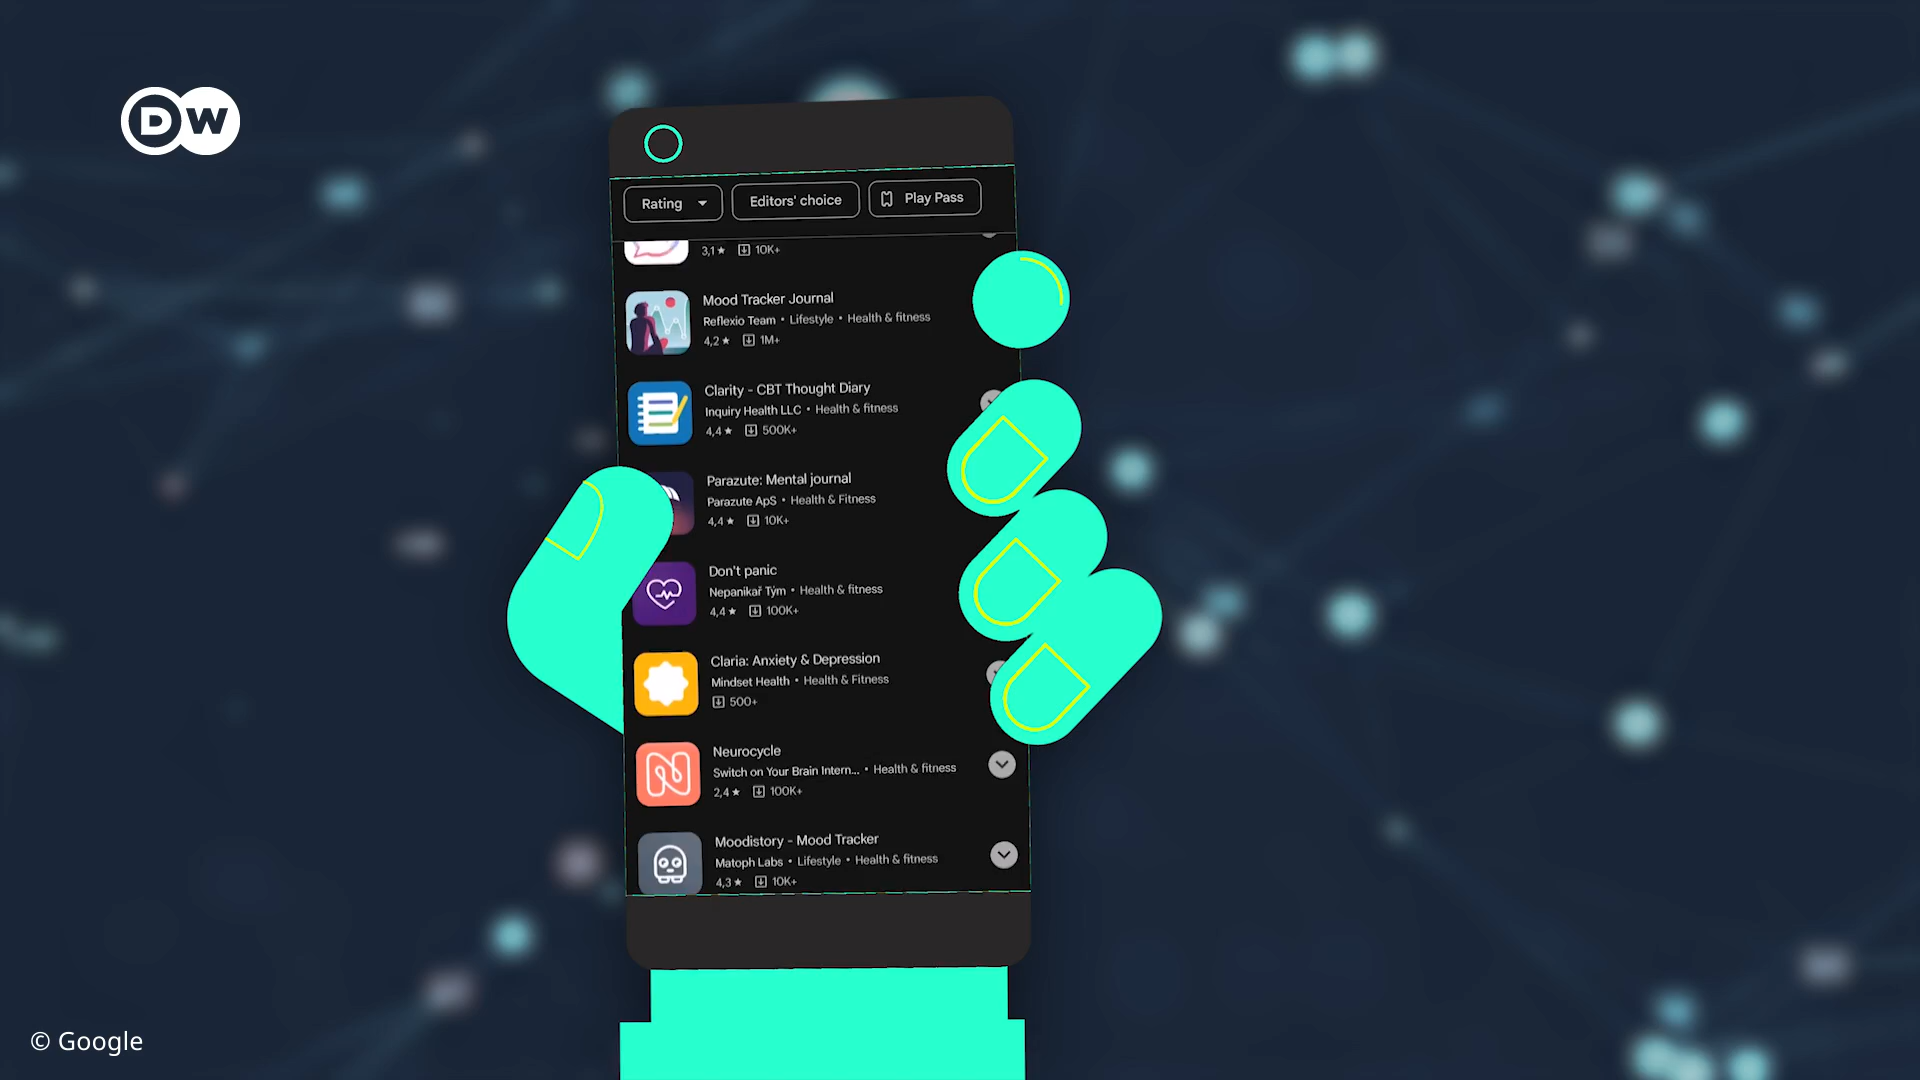 DW
Rating
Editors' choice
Play Pass
3,1★ 10K+
Mood Tracker Journal
Reflexio Team • Lifestyle • Health & fitness
4,2★ 1M+
Clarity - CBT Thought Diary
Inquiry Health LLC • Health & fitness
4,4★ 500K+
Parazute: Mental journal
Parazute ApS • Health & Fitness
4,4★ 10K+
Don't panic
Nepanikař Tým • Health & fitness
4,4★ 100K+
Claria: Anxiety & Depression
Mindset Health • Health & Fitness
500+
Neurocycle
Switch on Your Brain Intern... • Health & fitness
2,4★ 100K+
Moodistory - Mood Tracker
Matoph Labs • Lifestyle • Health & fitness
4,3★ 10K+
© Google